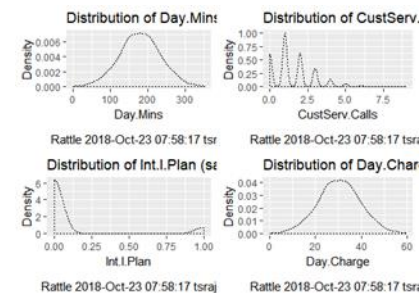 Distribution of Day.Mins
Density
0.006
0.004
0.002
0.000
0 100 200 300
Day.Mins
Rattle 2018-Oct-23 07:58:17 tsr
Distribution of CustServ.
Density
1.00
0.75
0.50
0.25
0.00
0.0 2.5 5.0 7.5
CustServ.Calls
Rattle 2018-Oct-23 07:58:17 tsra
Distribution of Int.l.Plan (sa
Density
6
4
2
0
0.00 0.25 0.50 0.75 1.00
Int.l.Plan
Rattle 2018-Oct-23 07:58:17 tsraj
Distribution of Day.Char
Density
0.04
0.03
0.02
0.01
0.00
0 20 40 60
Day.Charge
Rattle 2018-Oct-23 07:58:17 tsra